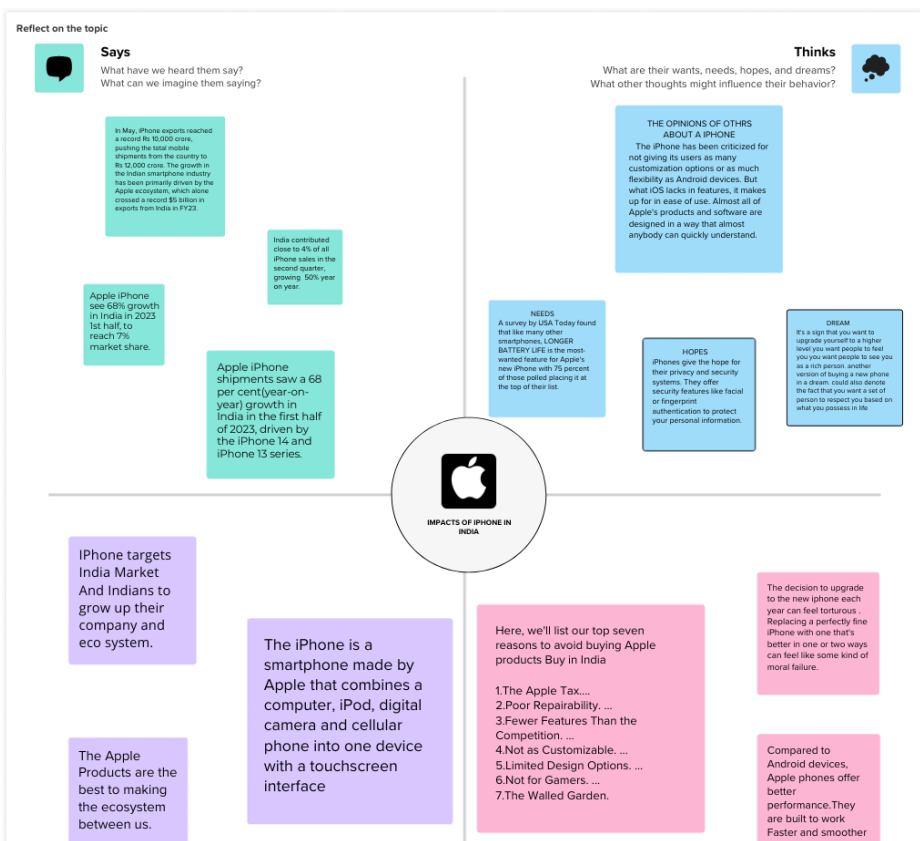 Reflect on the topic
Says
What have we heard them say?
What can we imagine them saying?
Thinks
What are their wants, needs, hopes, and dreams?
What other thoughts might influence their behavior?
In May, iPhone exports reached
a record Rs 10,000 crore,
pushing the total mobile
shipments from the country to
Rs 12,000 crore. The growth in
the Indian smartphone industry
has been primarily driven by the
Apple ecosystem, which alone
crossed a record $5 billion in
exports from India in FY23.
India contributed
close to 4% of all
iPhone sales in the
second quarter,
growing 50% year
on year.
Apple iPhone
see 68% growth
in India in 2023
1st half, to
reach 7%
market share.
Apple iPhone
shipments saw a 68
per cent(year-on-
year) growth in
India in the first half
of 2023, driven by
the iPhone 14 and
iPhone 13 series.
THE OPINIONS OF OTHRS
ABOUT A IPHONE
The iPhone has been criticized for
not giving its users as many
customization options or as much
flexibility as Android devices. But
what iOS lacks in features, it makes
up for in ease of use. Almost all of
Apple's products and software are
designed in a way that almost
anybody can quickly understand.
NEEDS
A survey by USA Today found
that like many other
smartphones, LONGER
BATTERY LIFE is the most-
wanted feature for Apple's
new iPhone with 75 percent
of those polled placing it at
the top of their list.
HOPES
iPhones give the hope for
their privacy and security
systems. They offer
security features like facial
or fingerprint
authentication to protect
your personal information.
DREAM
It's a sign that you want to
upgrade yourself to a higher
level you want people to feel
you you want people to see you
as a rich person. another
version of buying a new phone
in a dream. could also denote
the fact that you want a set of
person to respect you based on
what you possess in life
IMPACTS OF IPHONE IN
INDIA
IPhone targets
India Market
And Indians to
grow up their
company and
eco system.
The iPhone is a
smartphone made by
Apple that combines a
computer, iPod, digital
camera and cellular
phone into one device
with a touchscreen
interface
The Apple
Products are the
best to making
the ecosystem
between us.
Here, we'll list our top seven
reasons to avoid buying Apple
products Buy in India
1.The Apple Tax....
2.Poor Repairability. ...
3.Fewer Features Than the
Competition. ...
4.Not as Customizable. ...
5.Limited Design Options. ...
6.Not for Gamers. ...
7.The Walled Garden.
The decision to upgrade
to the new iphone each
year can feel torturous .
Replacing a perfectly fine
iPhone with one that's
better in one or two ways
can feel like some kind of
moral failure.
Compared to
Android devices,
Apple phones offer
better
performance.They
are built to work
Faster and smoother